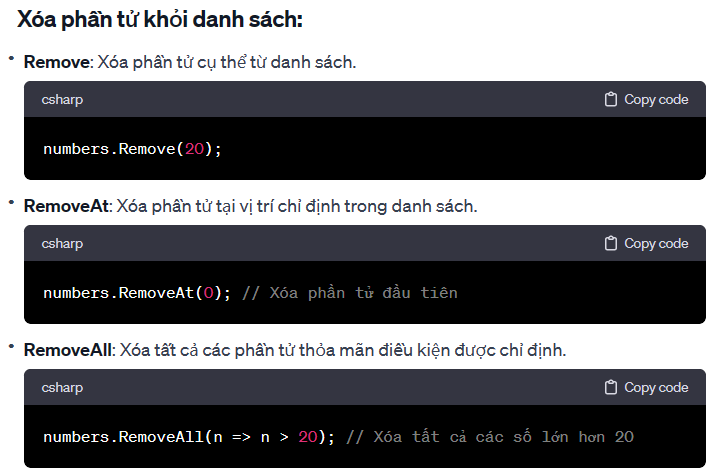 Xóa phần tử khỏi danh sách:
• Remove: Xóa phần tử cụ thể từ danh sách.
csharp Copy code
numbers.Remove(20);
• RemoveAt: Xóa phần tử tại vị trí chỉ định trong danh sách.
csharp Copy code
numbers.RemoveAt(0); // Xóa phần tử đầu tiên
• RemoveAll: Xóa tất cả các phần tử thỏa mãn điều kiện được chỉ định.
csharp Copy code
numbers.RemoveAll(n => n > 20); // Xóa tất cả các số lớn hơn 20